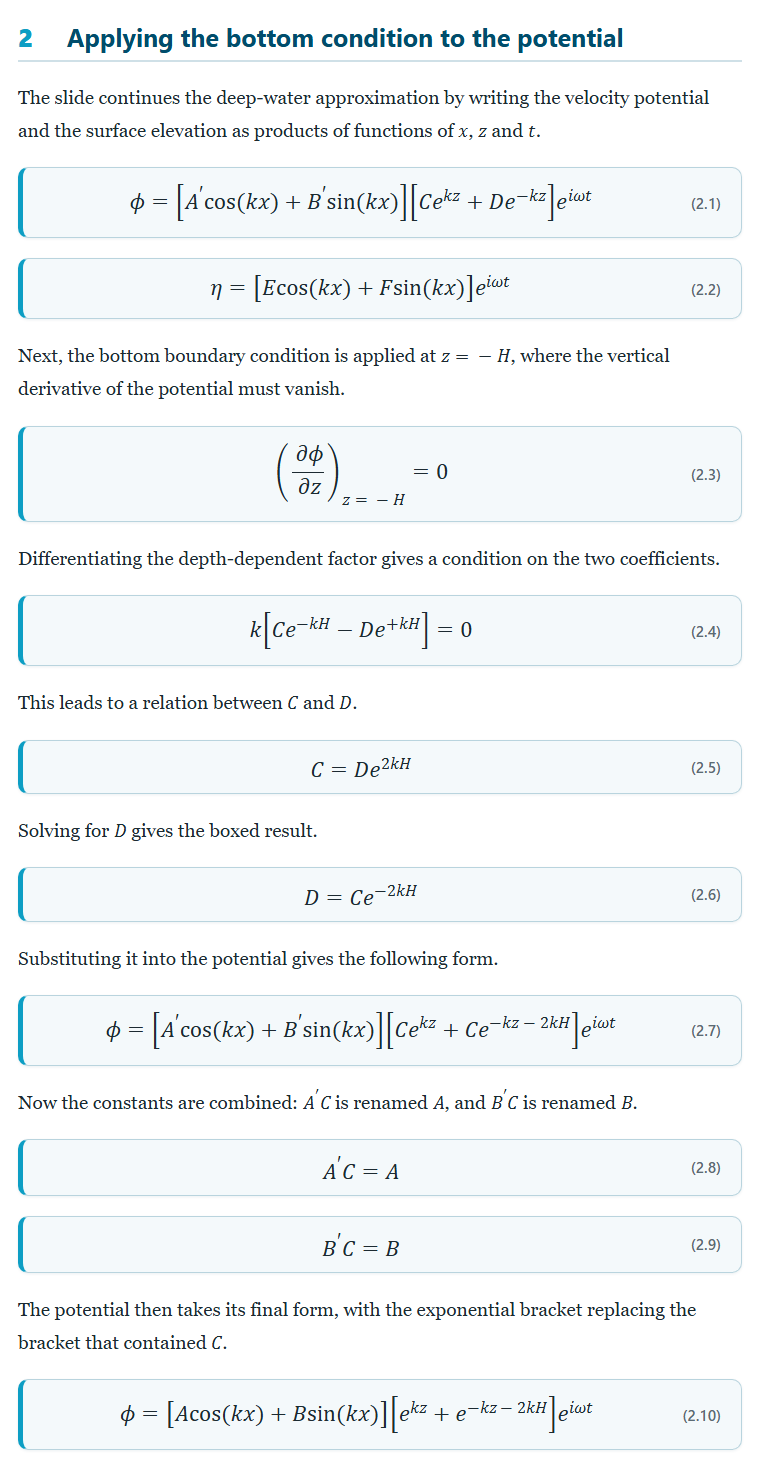 2 Applying the bottom condition to the potential
The slide continues the deep-water approximation by writing the velocity potential
and the surface elevation as products of functions of x, z and t.
ϕ = [A′cos(kx) + B′sin(kx)][Ce^{kz} + De^{−kz}]e^{iωt} (2.1)
η = [Ecos(kx) + Fsin(kx)]e^{iωt} (2.2)
Next, the bottom boundary condition is applied at z = − H, where the vertical
derivative of the potential must vanish.
(∂ϕ/∂z)_{z = − H} = 0 (2.3)
Differentiating the depth-dependent factor gives a condition on the two coefficients.
k[Ce^{−kH} − De^{+kH}] = 0 (2.4)
This leads to a relation between C and D.
C = De^{2kH} (2.5)
Solving for D gives the boxed result.
D = Ce^{−2kH} (2.6)
Substituting it into the potential gives the following form.
ϕ = [A′cos(kx) + B′sin(kx)][Ce^{kz} + Ce^{−kz − 2kH}]e^{iωt} (2.7)
Now the constants are combined: A′C is renamed A, and B′C is renamed B.
A′C = A (2.8)
B′C = B (2.9)
The potential then takes its final form, with the exponential bracket replacing the
bracket that contained C.
ϕ = [Acos(kx) + Bsin(kx)][e^{kz} + e^{−kz − 2kH}]e^{iωt} (2.10)